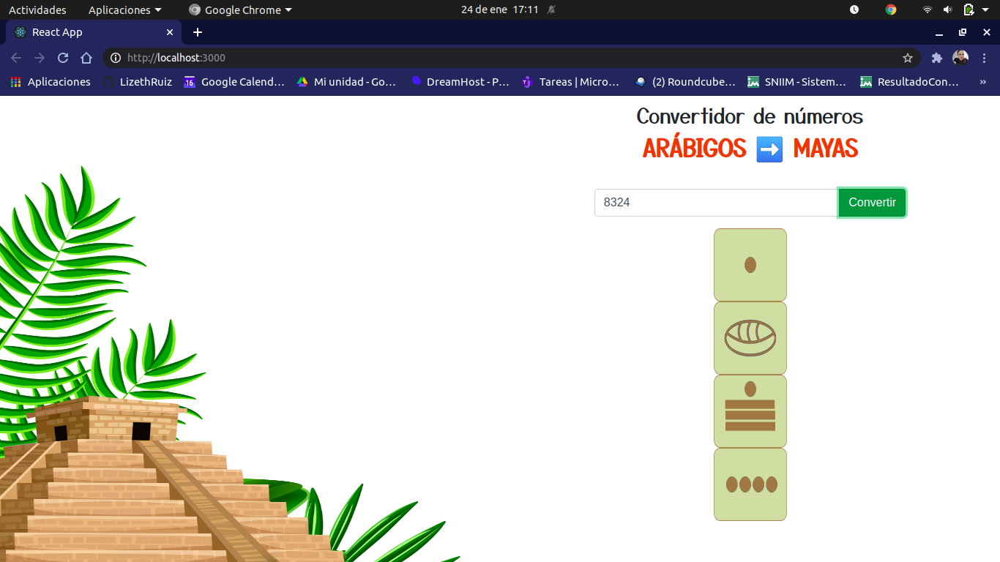 Actividades Aplicaciones Google Chrome 24 de ene 17:11
React App
http://localhost:3000
Aplicaciones LizethRuiz 16 Google Calend… Mi unidad - Go… DreamHost - P… Tareas | Micro… (2) Roundcube… SNIIM - Sistem… ResultadoCon… »
Convertidor de números
ARÁBIGOS ➡ MAYAS
8324 Convertir